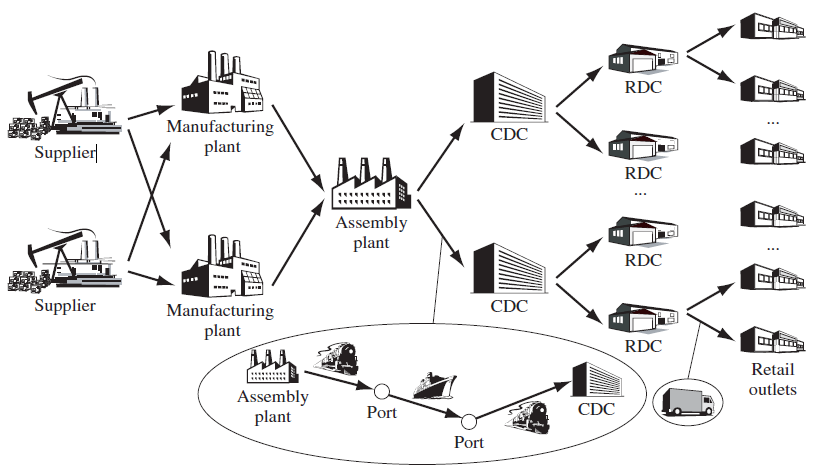 RDC
...
Manufacturing
plant
CDC
Supplier
RDC
...
Assembly
plant
...
RDC
Supplier
Manufacturing
plant
CDC
RDC
Retail
outlets
Assembly
plant
Port
CDC
Port